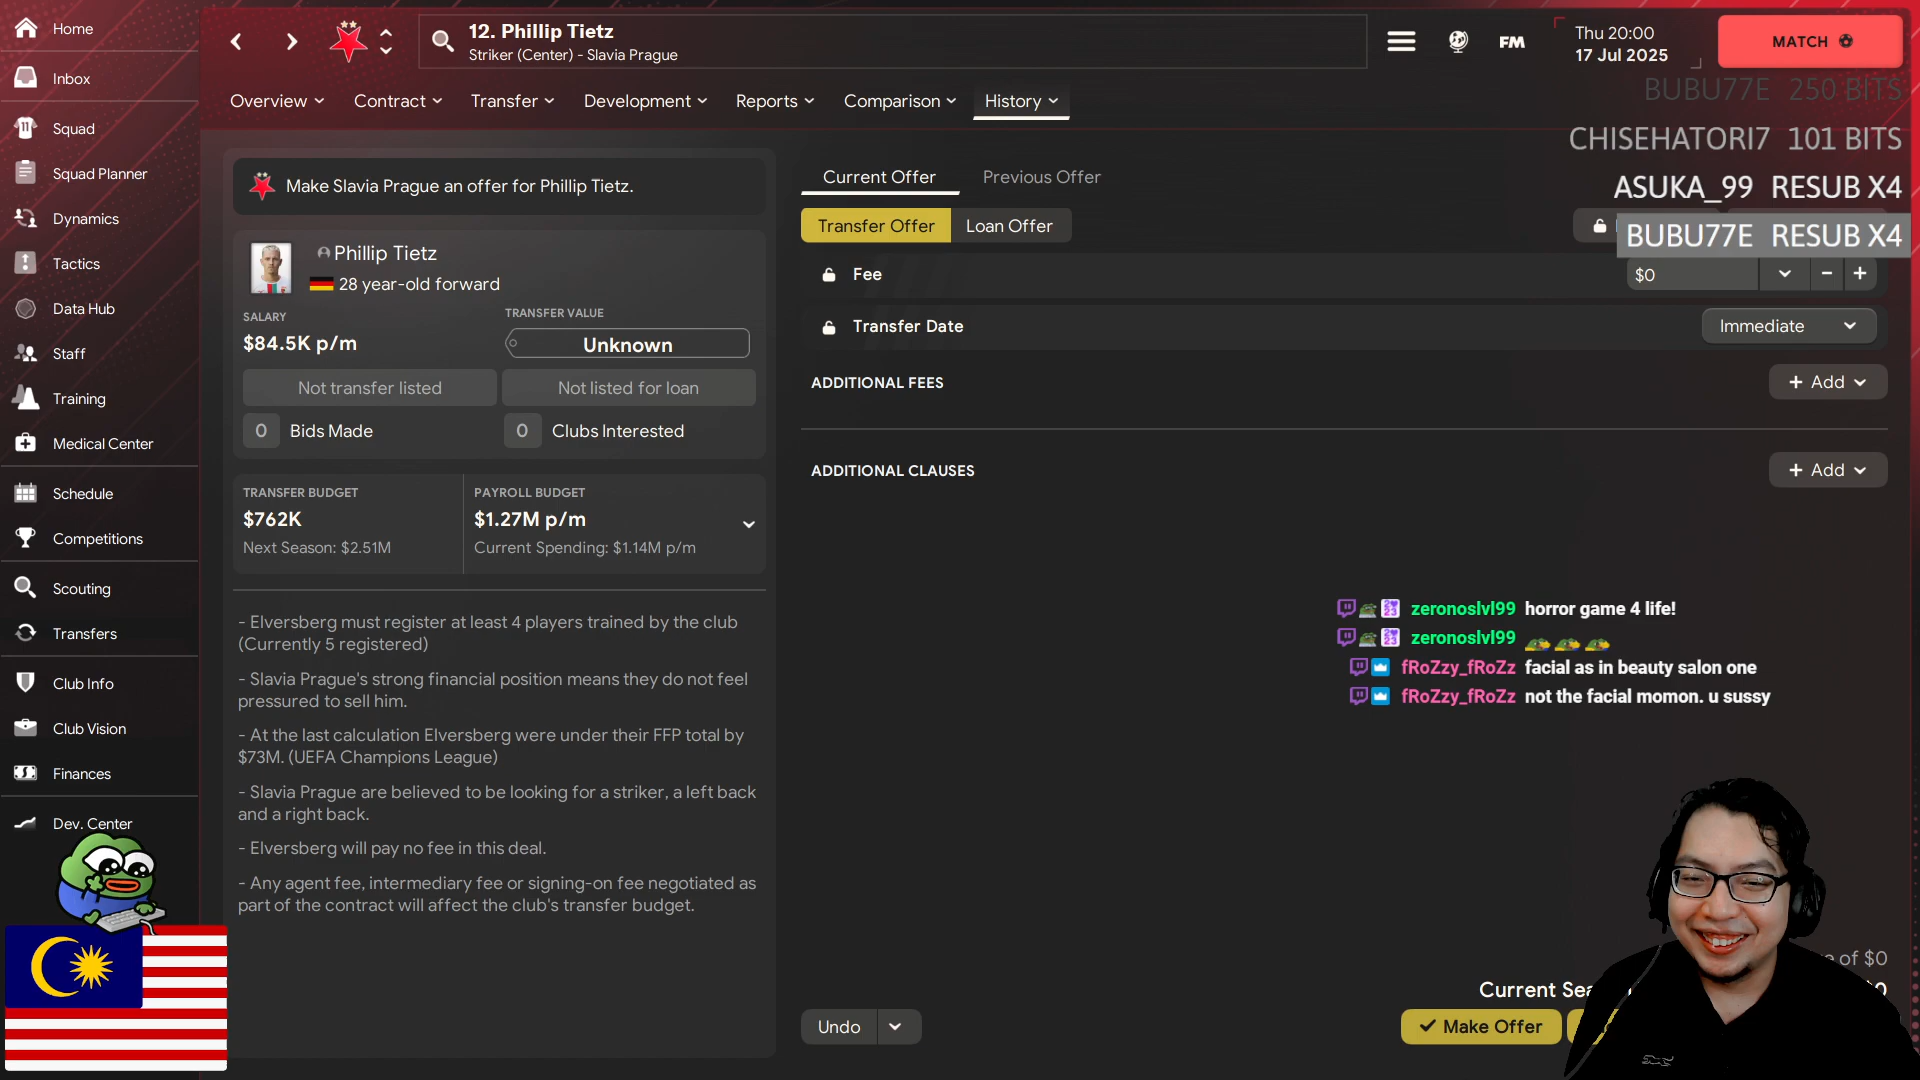 Home
Inbox
Squad
Squad Planner
Dynamics
Tactics
Data Hub
Staff
Training
Medical Center
Schedule
Competitions
Scouting
Transfers
Club Info
Club Vision
Finances
Dev. Center
12. Phillip Tietz
Striker (Center) - Slavia Prague
FM
Thu 20:00
17 Jul 2025
MATCH
Overview
Contract
Transfer
Development
Reports
Comparison
History
BUBU77E 250 BITS
CHISEHATORI7 101 BITS
ASUKA_99 RESUB X4
BUBU77E RESUB X4
Make Slavia Prague an offer for Phillip Tietz.
Phillip Tietz
28 year-old forward
SALARY
$84.5K p/m
TRANSFER VALUE
Unknown
Not transfer listed
Not listed for loan
0 Bids Made
0 Clubs Interested
TRANSFER BUDGET
$762K
Next Season: $2.51M
PAYROLL BUDGET
$1.27M p/m
Current Spending: $1.14M p/m
- Elversberg must register at least 4 players trained by the club
(Currently 5 registered)
- Slavia Prague's strong financial position means they do not feel
pressured to sell him.
- At the last calculation Elversberg were under their FFP total by
$73M. (UEFA Champions League)
- Slavia Prague are believed to be looking for a striker, a left back
and a right back.
- Elversberg will pay no fee in this deal.
- Any agent fee, intermediary fee or signing-on fee negotiated as
part of the contract will affect the club's transfer budget.
Current Offer
Previous Offer
Transfer Offer
Loan Offer
Fee
$0
Transfer Date
Immediate
ADDITIONAL FEES
+ Add
ADDITIONAL CLAUSES
+ Add
23 zeronoslvl99 horror game 4 life!
23 zeronoslvl99
fRoZzy_fRoZz facial as in beauty salon one
fRoZzy_fRoZz not the facial momon. u sussy
of $0
Current
Undo
Make Offer